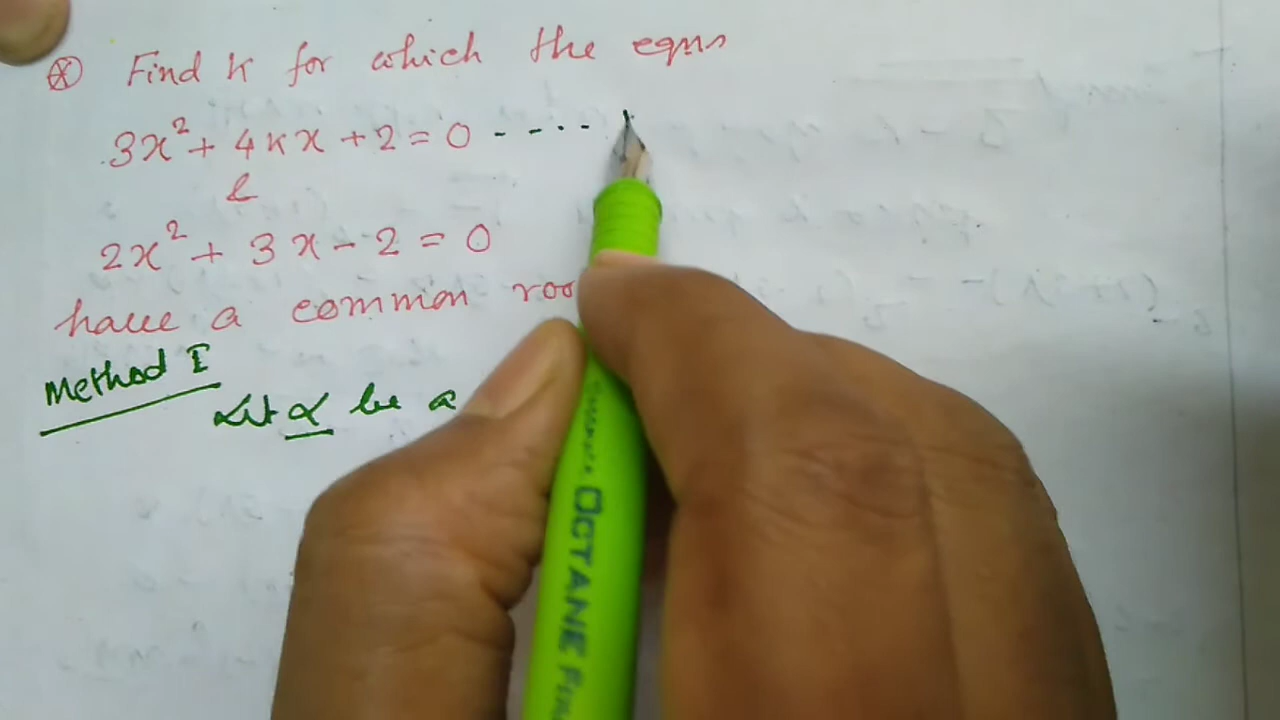 Find K for which the eqns
3x² + 4Kx + 2 = 0 - - - -
&
2x² + 3x - 2 = 0
have a common roo
Method I
Let α be a
OCTANE